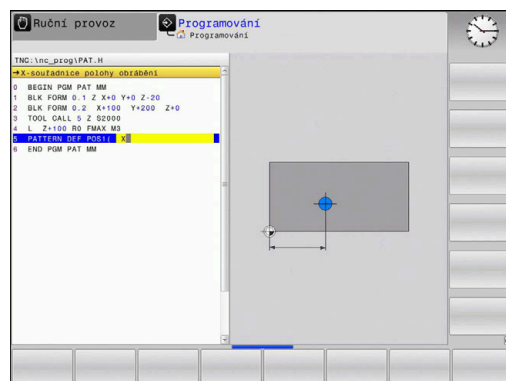 Ruční provoz
Programování
Programování
TNC:\nc_prog\PAT.H
→X-souřadnice polohy obrábění
0 BEGIN PGM PAT MM
1 BLK FORM 0.1 Z X+0 Y+0 Z-20
2 BLK FORM 0.2 X+100 Y+200 Z+0
3 TOOL CALL 5 Z S2000
4 L Z+100 R0 FMAX M3
5 PATTERN DEF POS1( X
6 END PGM PAT MM